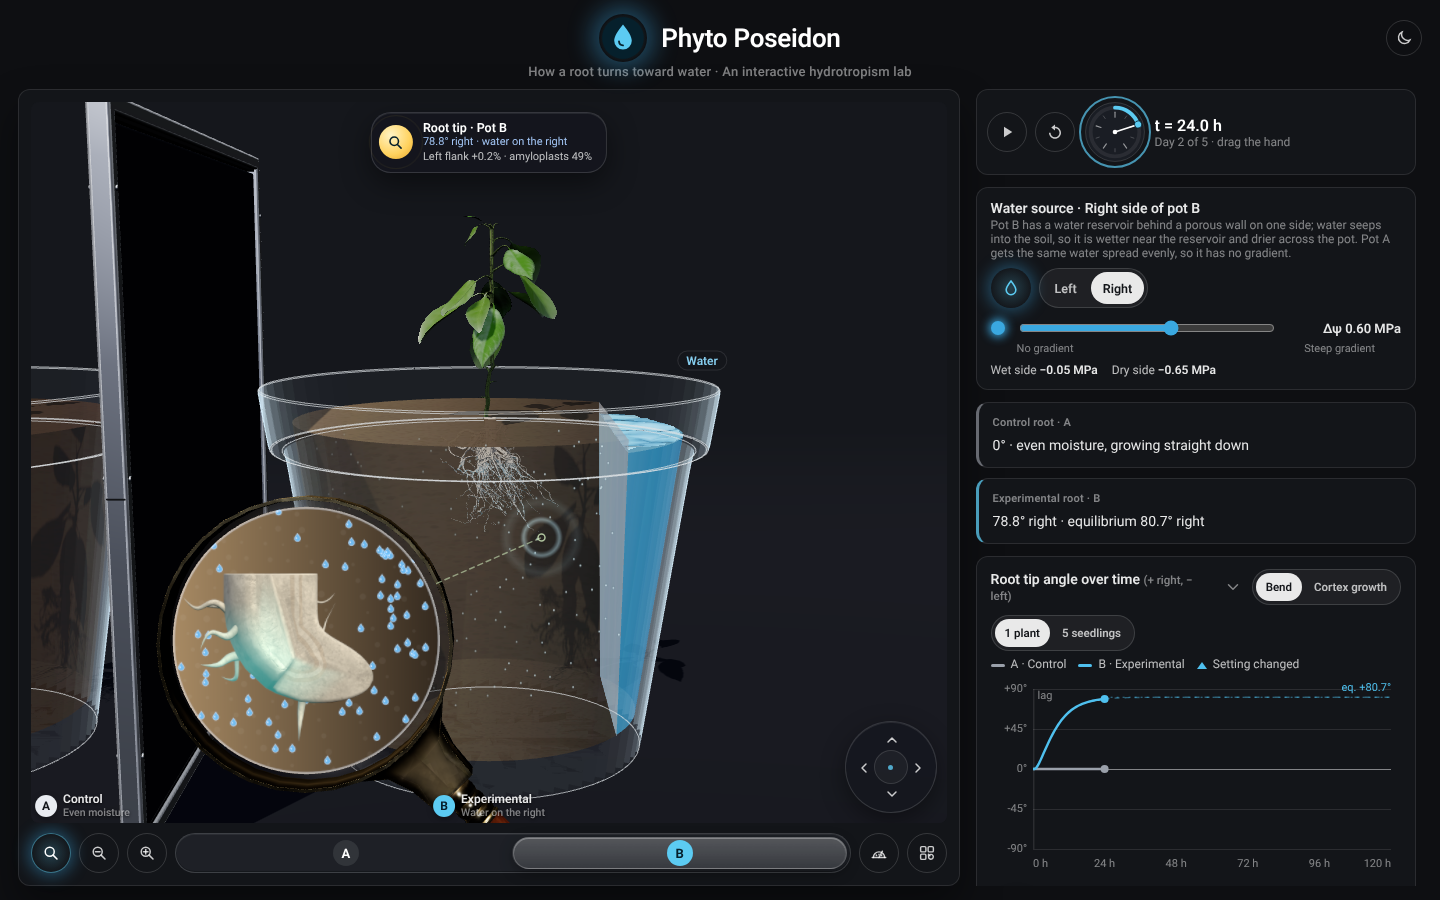 Phyto Poseidon
How a root turns toward water · An interactive hydrotropism lab
Root tip · Pot B
78.8° right · water on the right
Left flank +0.2% · amyloplasts 49%
Water
A
Control
Even moisture
B
Experimental
Water on the right
A
B
t = 24.0 h
Day 2 of 5 · drag the hand
Water source · Right side of pot B
Pot B has a water reservoir behind a porous wall on one side; water seeps
into the soil, so it is wetter near the reservoir and drier across the pot. Pot A
gets the same water spread evenly, so it has no gradient.
Left
Right
Δψ 0.60 MPa
No gradient
Steep gradient
Wet side −0.05 MPa
Dry side −0.65 MPa
Control root · A
0° · even moisture, growing straight down
Experimental root · B
78.8° right · equilibrium 80.7° right
Root tip angle over time (+ right, −
left)
Bend
Cortex growth
1 plant
5 seedlings
A · Control
B · Experimental
Setting changed
eq. +80.7°
lag
+90°
+45°
0°
-45°
-90°
0 h
24 h
48 h
72 h
96 h
120 h